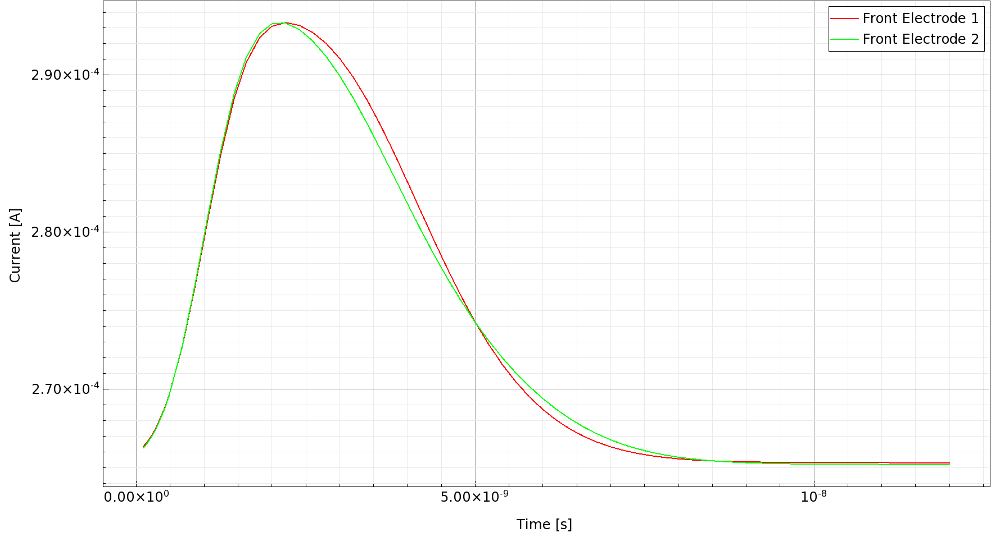 Front Electrode 1
Front Electrode 2
2.90×10⁻⁴
2.80×10⁻⁴
2.70×10⁻⁴
Current [A]
0.00×10⁰ 5.00×10⁻⁹ 10⁻⁸
Time [s]